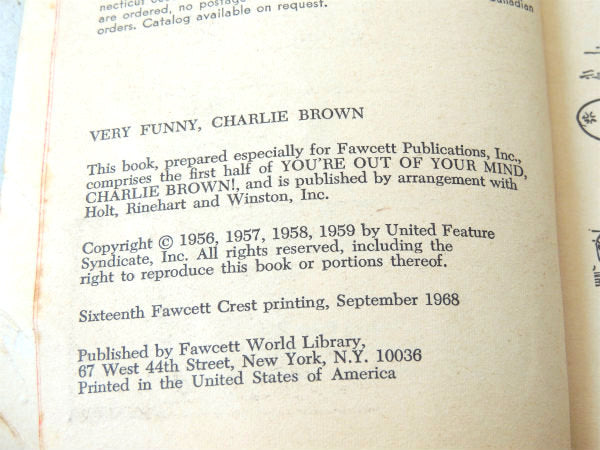 necticut
are ordered, no postage
orders. Catalog available on request.
Canadian
VERY FUNNY, CHARLIE BROWN
This book, prepared especially for Fawcett Publications, Inc.,
comprises the first half of YOU'RE OUT OF YOUR MIND,
CHARLIE BROWN!, and is published by arrangement with
Holt, Rinehart and Winston, Inc.
Copyright © 1956, 1957, 1958, 1959 by United Feature
Syndicate, Inc. All rights reserved, including the
right to reproduce this book or portions thereof.
Sixteenth Fawcett Crest printing, September 1968
Published by Fawcett World Library,
67 West 44th Street, New York, N.Y. 10036
Printed in the United States of America